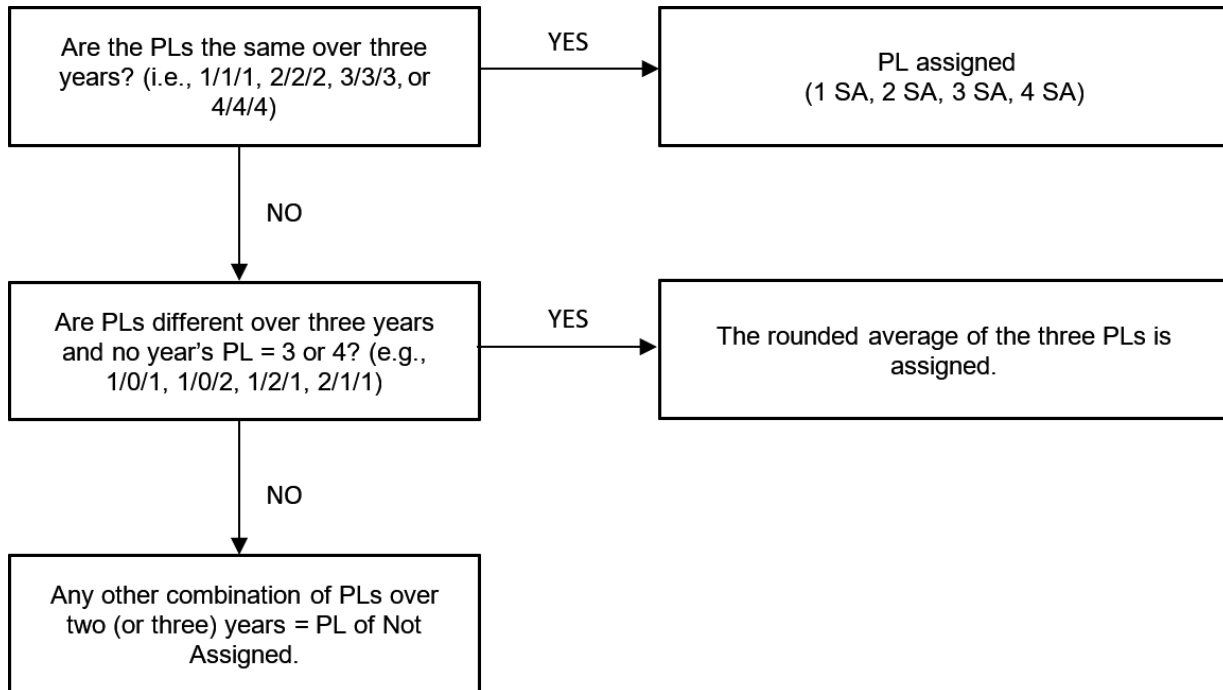 Are the PLs the same over three
years? (i.e., 1/1/1, 2/2/2, 3/3/3, or
4/4/4)
YES
PL assigned
(1 SA, 2 SA, 3 SA, 4 SA)
NO
Are PLs different over three years
and no year’s PL = 3 or 4? (e.g.,
1/0/1, 1/0/2, 1/2/1, 2/1/1)
YES
The rounded average of the three PLs is
assigned.
NO
Any other combination of PLs over
two (or three) years = PL of Not
Assigned.